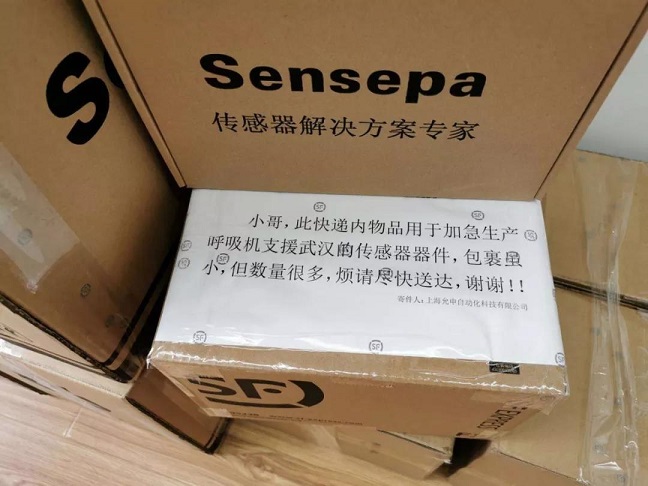 Sensepa
传感器解决方案专家
小哥，此快递内物品用于加急生产
呼吸机支援武汉的传感器器件，包裹虽
小，但数量很多，烦请尽快送达，谢谢！！
寄件人：上海允申自动化科技有限公司
SF
EXPRESS